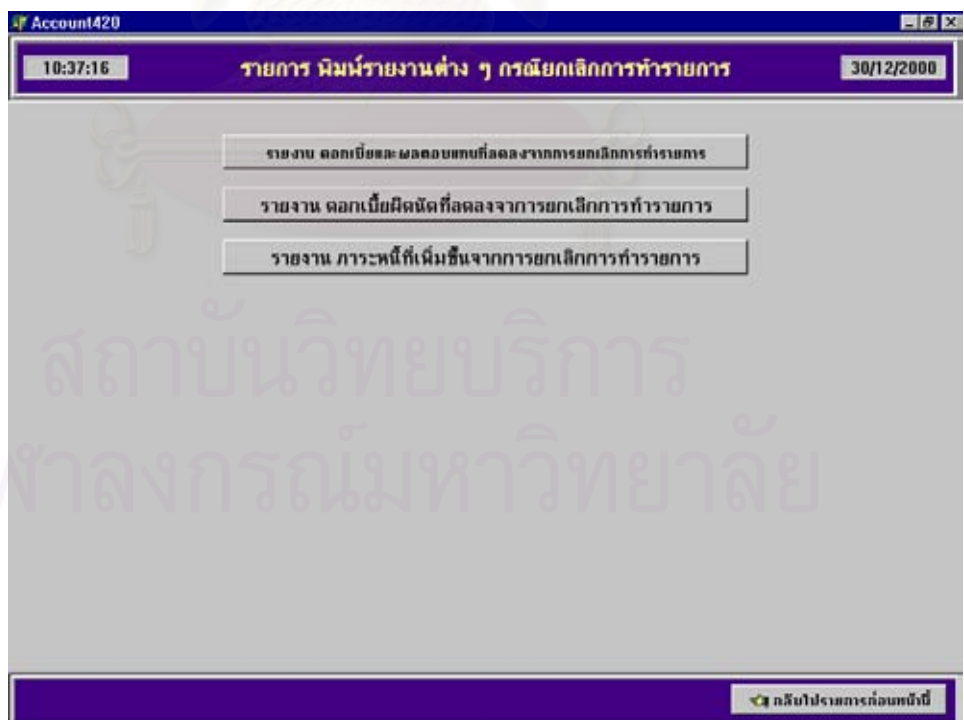 Account420
10:37:16
รายการ พิมพ์รายงานต่าง ๆ กรณียกเลิกการทำรายการ
30/12/2000
รายงาน ดอกเบี้ยและผลตอบแทนที่ลดลงจากการยกเลิกการทำรายการ
รายงาน ดอกเบี้ยผิดนัดที่ลดลงจาการยกเลิกการทำรายการ
รายงาน ภาระหนี้ที่เพิ่มขึ้นจากการยกเลิกการทำรายการ
สถาบันวิทยบริการ
จุฬาลงกรณ์มหาวิทยาลัย
กลับไปรายการก่อนหน้านี้